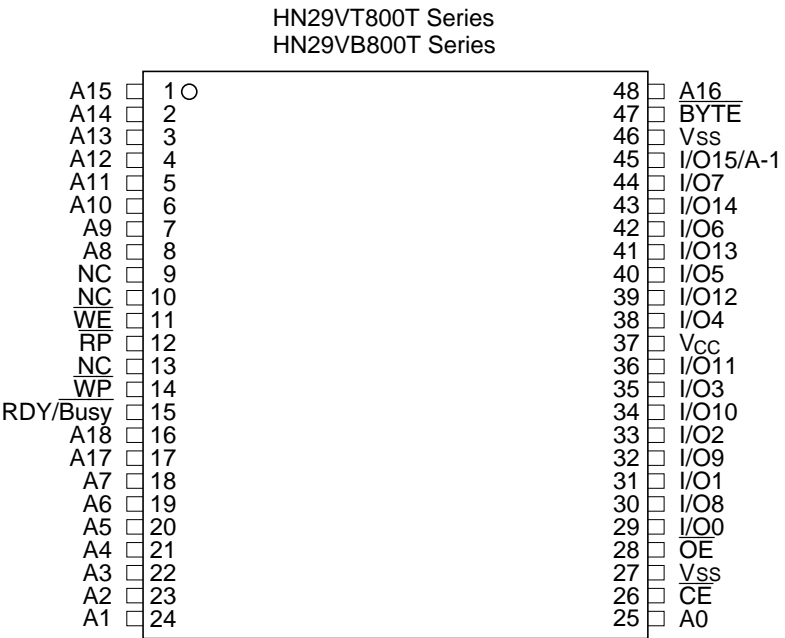 HN29VT800T Series
HN29VB800T Series
A15 1 48 A16
A14 2 47 BYTE
A13 3 46 VSS
A12 4 45 I/O15/A-1
A11 5 44 I/O7
A10 6 43 I/O14
A9 7 42 I/O6
A8 8 41 I/O13
NC 9 40 I/O5
NC 10 39 I/O12
WE 11 38 I/O4
RP 12 37 VCC
NC 13 36 I/O11
WP 14 35 I/O3
RDY/Busy 15 34 I/O10
A18 16 33 I/O2
A17 17 32 I/O9
A7 18 31 I/O1
A6 19 30 I/O8
A5 20 29 I/O0
A4 21 28 OE
A3 22 27 VSS
A2 23 26 CE
A1 24 25 A0